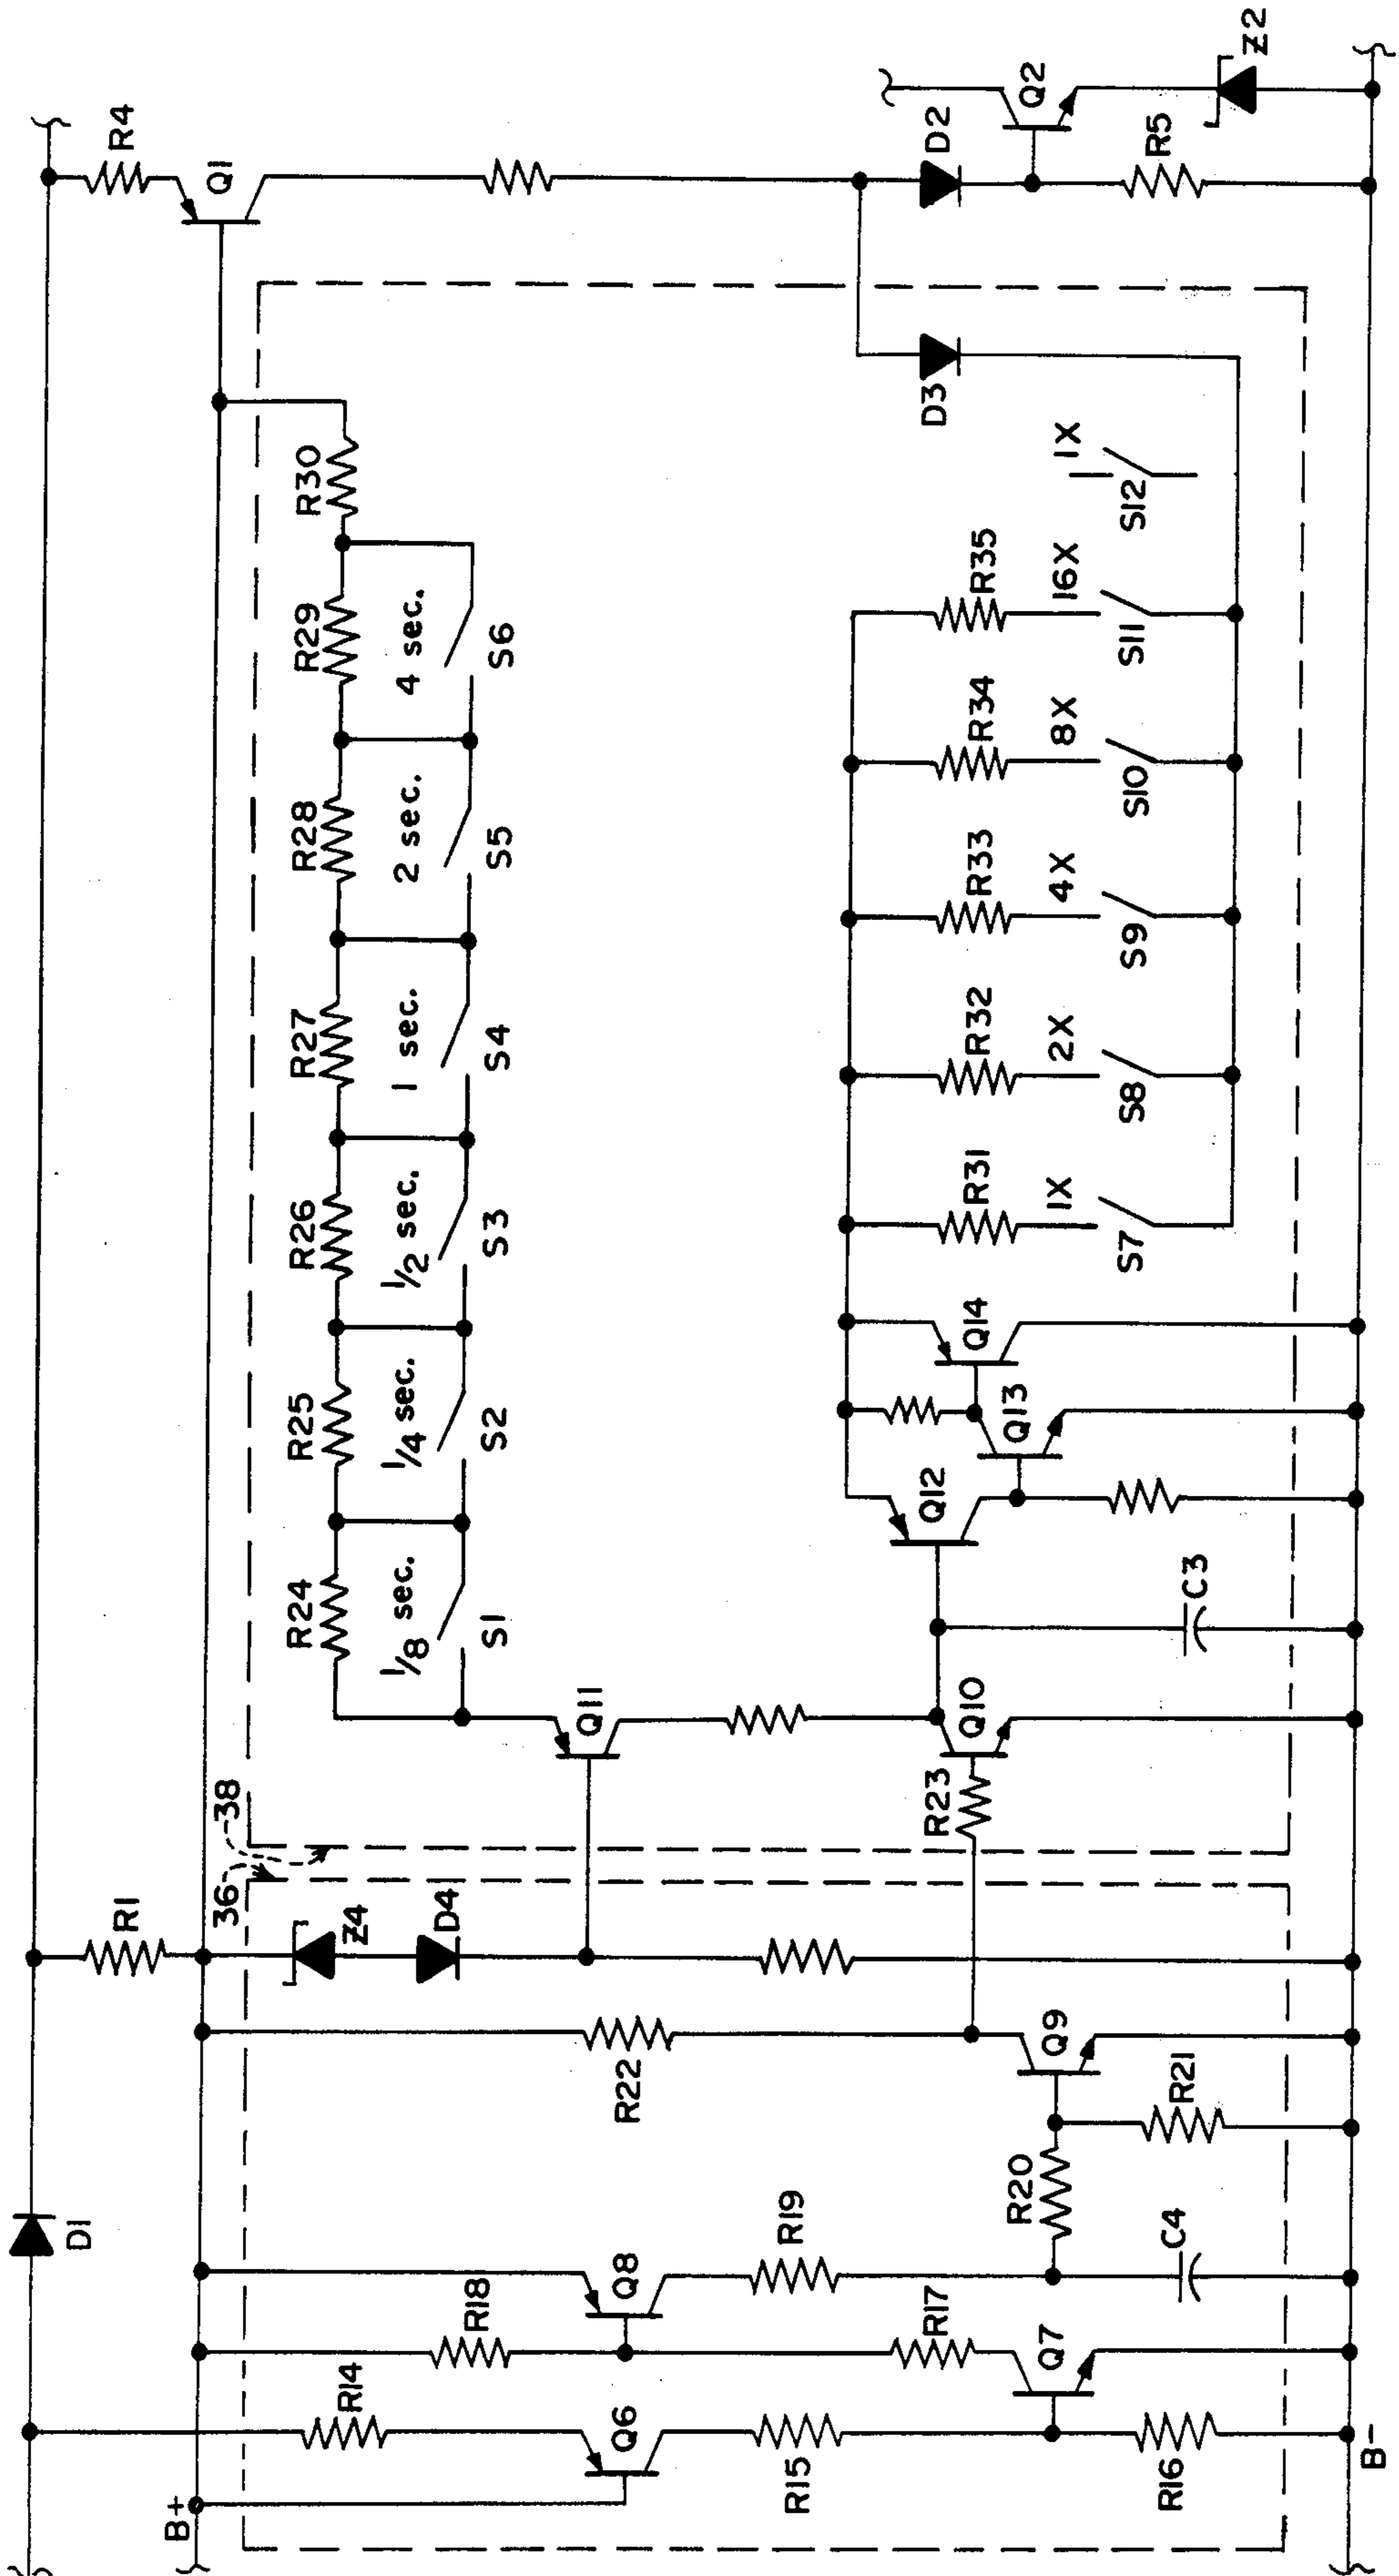 R4
Q1
D2
Q2
R5
Z2
D3
R30
R29
4 sec.
S6
R28
2 sec.
S5
R27
1 sec.
S4
R26
1/2 sec.
S3
R25
1/4 sec.
S2
R24
1/8 sec.
S1
1X
S12
R35
16X
S11
R34
8X
S10
R33
4X
S9
R32
2X
S8
R31
1X
S7
Q14
Q13
Q12
C3
Q11
Q10
R23
38
36
R1
Z4
D4
R22
Q9
R21
R20
D1
R19
C4
Q8
R18
R17
Q7
R14
Q6
R15
R16
B+
B-